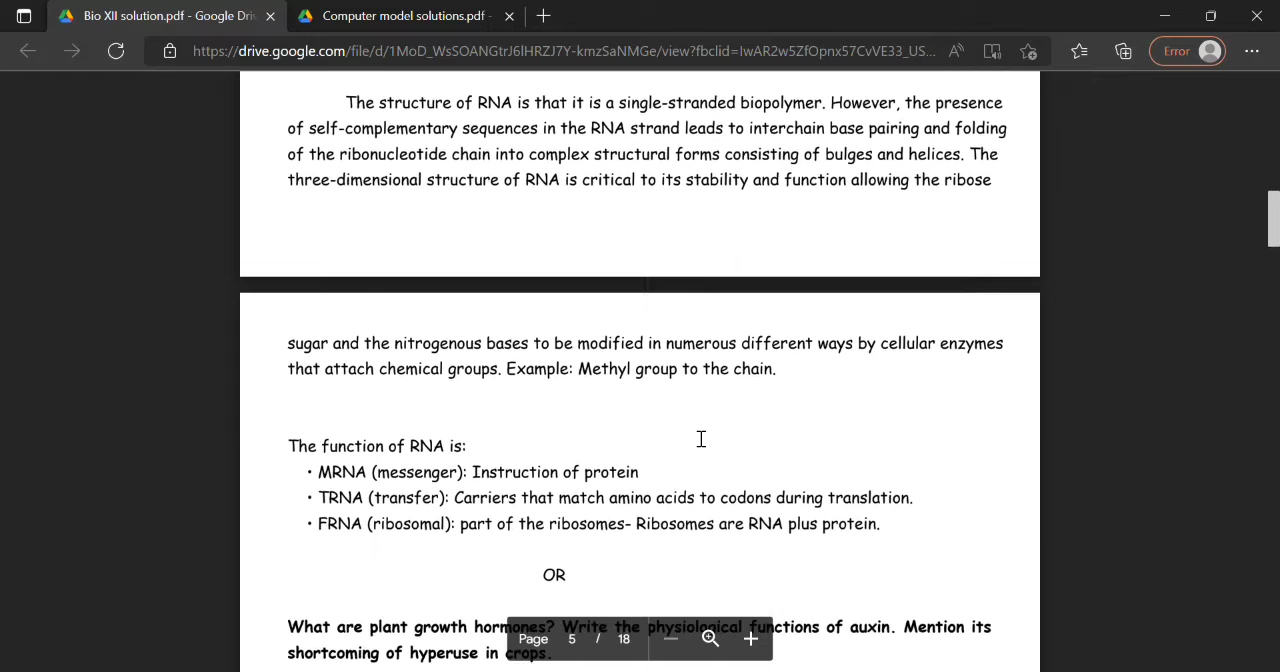 Bio XII solution.pdf - Google Driv
Computer model solutions.pdf -
https://drive.google.com/file/d/1MoD_WsSOANGtrJ6lHRZJ7Y-kmzSaNMGe/view?fbclid=IwAR2w5ZfOpnx57CvVE33_US...
Error
The structure of RNA is that it is a single-stranded biopolymer. However, the presence
of self-complementary sequences in the RNA strand leads to interchain base pairing and folding
of the ribonucleotide chain into complex structural forms consisting of bulges and helices. The
three-dimensional structure of RNA is critical to its stability and function allowing the ribose
sugar and the nitrogenous bases to be modified in numerous different ways by cellular enzymes
that attach chemical groups. Example: Methyl group to the chain.
The function of RNA is:
• MRNA (messenger): Instruction of protein
• TRNA (transfer): Carriers that match amino acids to codons during translation.
• FRNA (ribosomal): part of the ribosomes- Ribosomes are RNA plus protein.
OR
What are plant growth hormones? Write the physiological functions of auxin. Mention its
shortcoming of hyperuse in crops.
Page 5 / 18